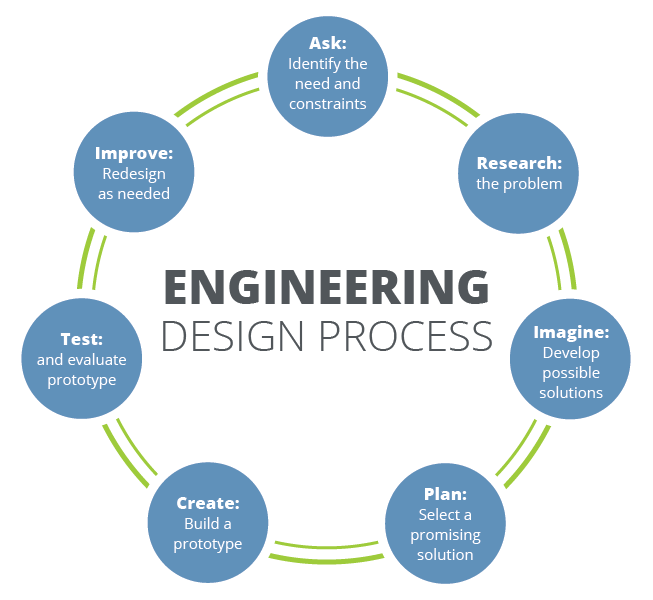 Ask:
Identify the
need and
constraints
Research:
the problem
Imagine:
Develop
possible
solutions
Plan:
Select a
promising
solution
Create:
Build a
prototype
Test:
and evaluate
prototype
Improve:
Redesign
as needed
ENGINEERING
DESIGN PROCESS